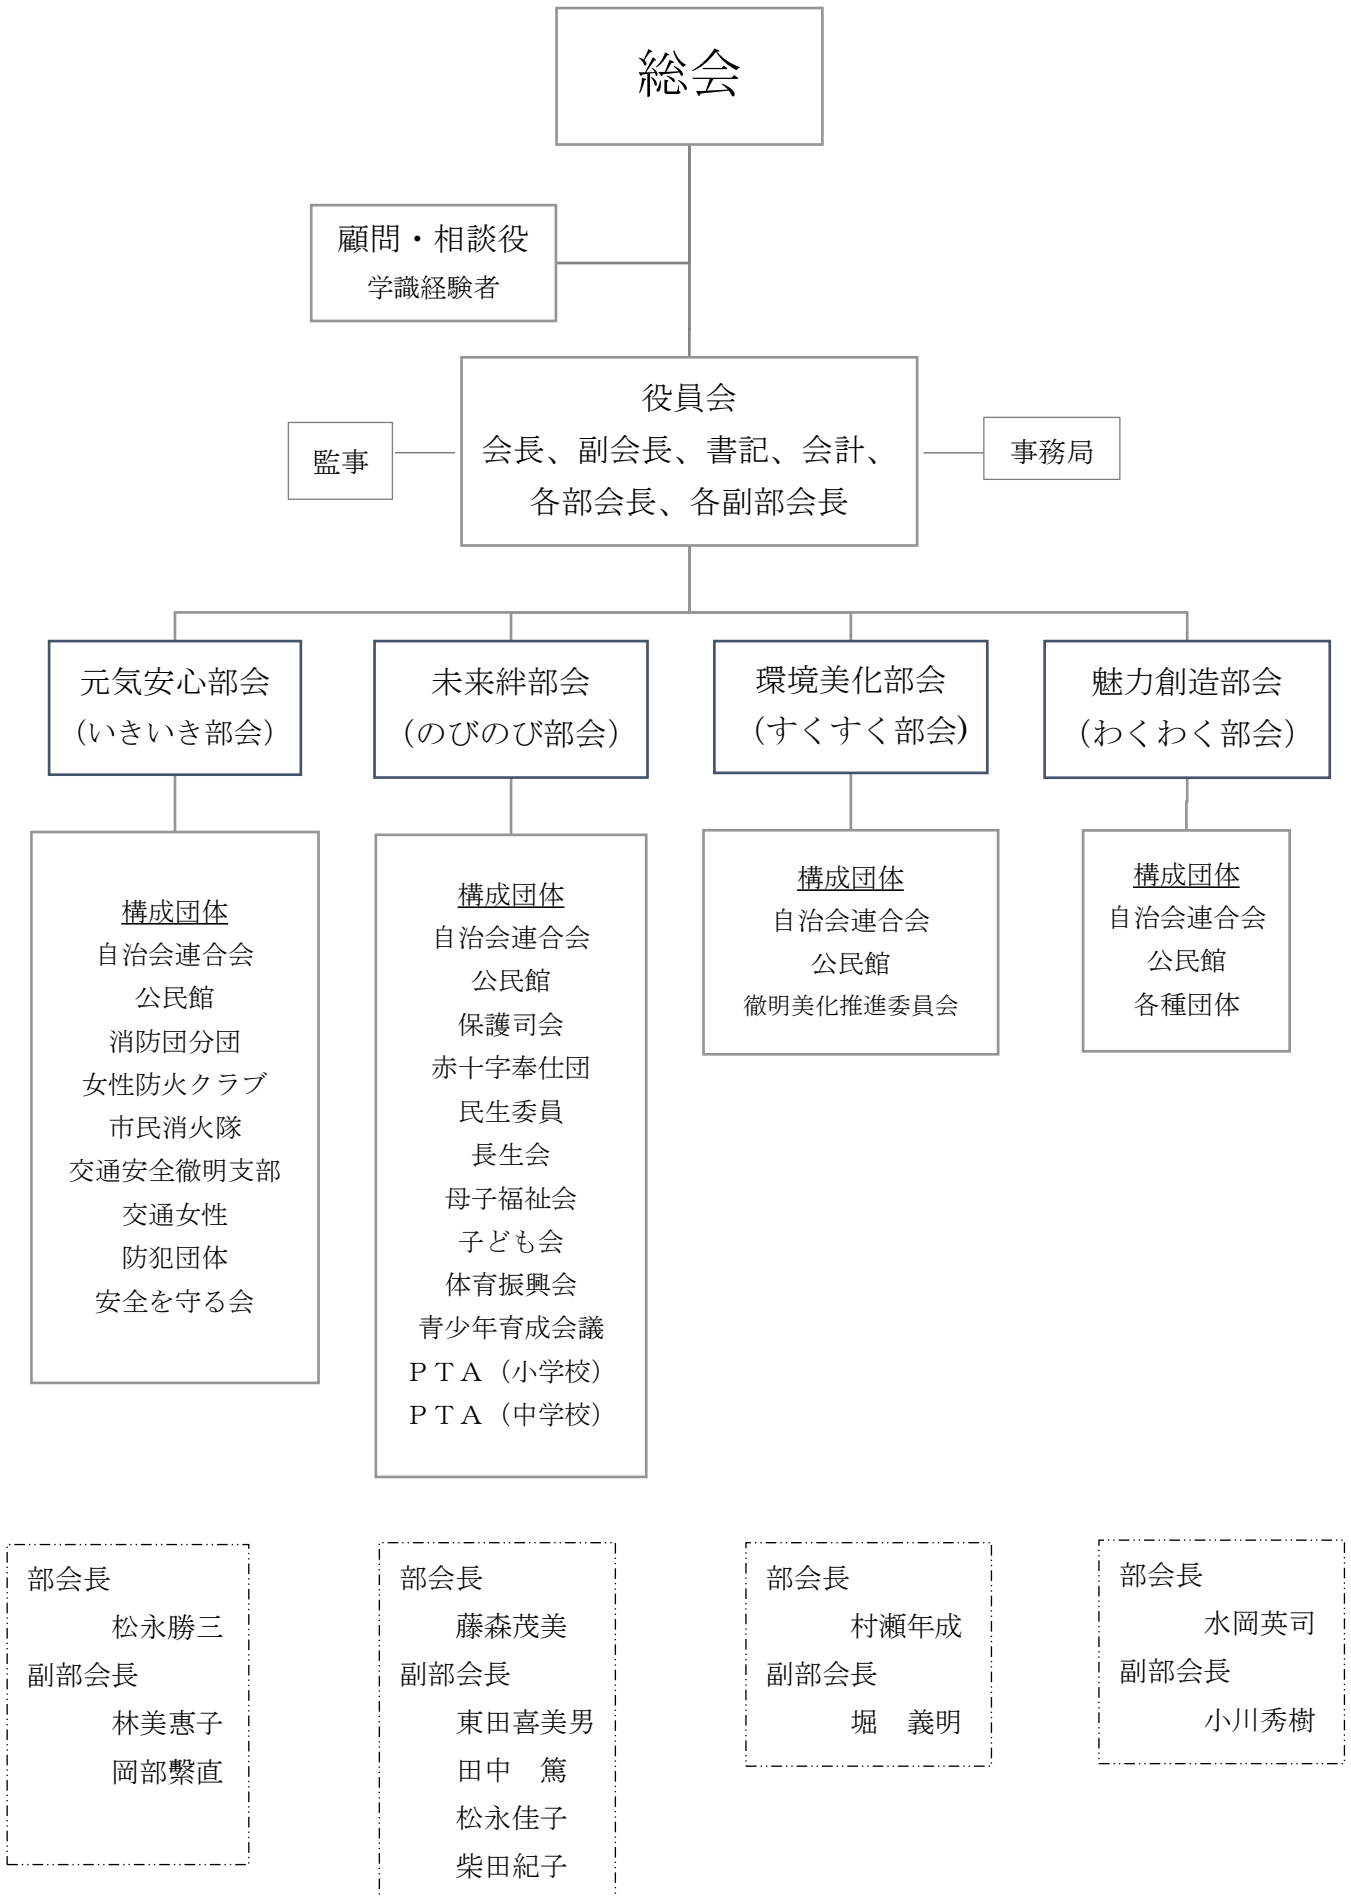 総会
顧問・相談役
学識経験者
役員会
会長、副会長、書記、会計、
各部会長、各副部会長
監事
事務局
元気安心部会
（いきいき部会）
未来絆部会
（のびのび部会）
環境美化部会
（すくすく部会)
魅力創造部会
（わくわく部会）
構成団体
自治会連合会
公民館
消防団分団
女性防火クラブ
市民消火隊
交通安全徹明支部
交通女性
防犯団体
安全を守る会
構成団体
自治会連合会
公民館
保護司会
赤十字奉仕団
民生委員
長生会
母子福祉会
子ども会
体育振興会
青少年育成会議
ＰＴＡ（小学校）
ＰＴＡ（中学校）
構成団体
自治会連合会
公民館
徹明美化推進委員会
構成団体
自治会連合会
公民館
各種団体
部会長
松永勝三
副部会長
林美惠子
岡部繫直
部会長
藤森茂美
副部会長
東田喜美男
田中　篤
松永佳子
柴田紀子
部会長
村瀬年成
副部会長
堀　義明
部会長
水岡英司
副部会長
小川秀樹